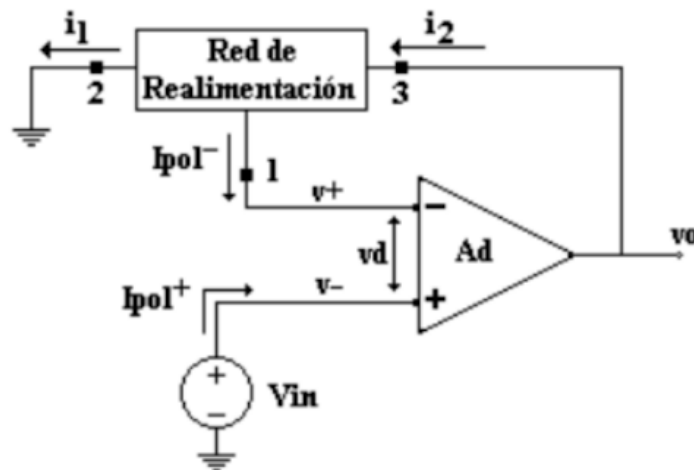 i1
Red de
Realimentación
i2
2
3
Ipol−
1
v+
−
vd
Ad
vo
Ipol+
v−
+
+
−
Vin